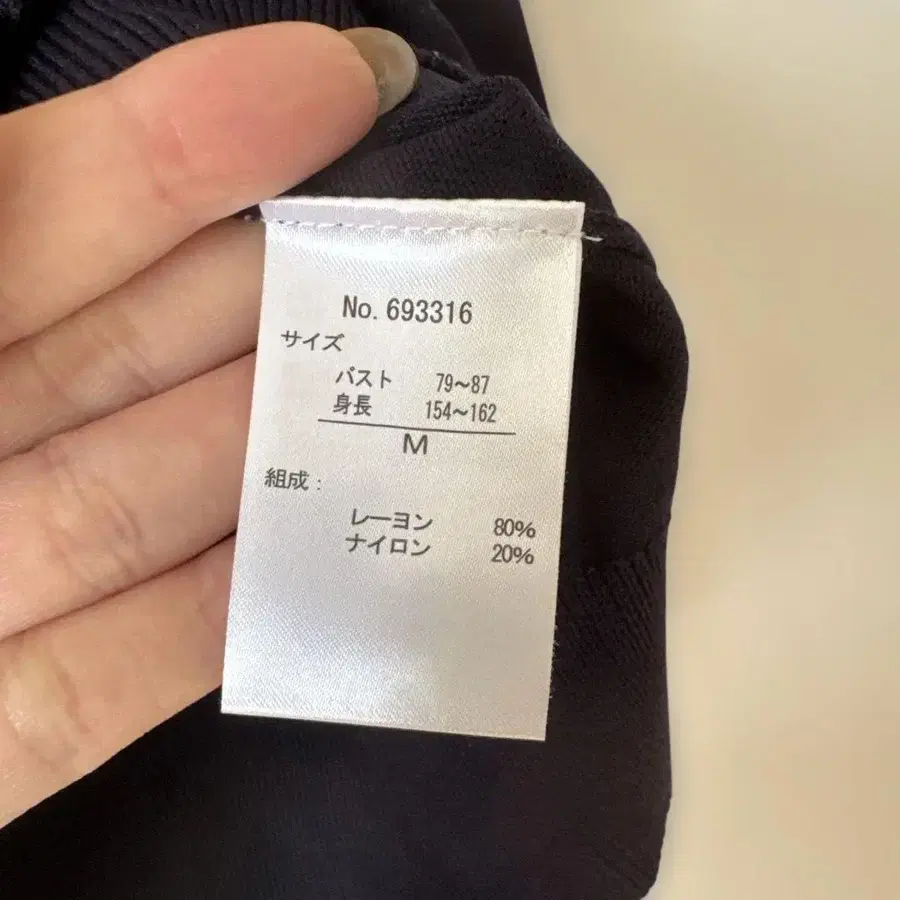 No. 693316
サイズ
バスト 79〜87
身長 154〜162
M
組成：
レーヨン 80%
ナイロン 20%